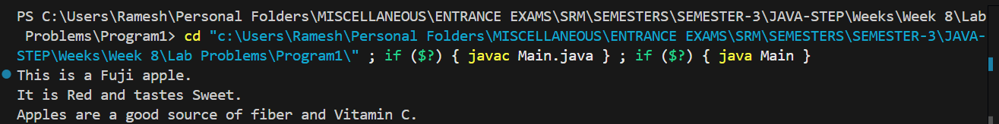 PS C:\Users\Ramesh\Personal Folders\MISCELLANEOUS\ENTRANCE EXAMS\SRM\SEMESTERS\SEMESTER-3\JAVA-STEP\Weeks\Week 8\Lab
 Problems\Program1> cd "c:\Users\Ramesh\Personal Folders\MISCELLANEOUS\ENTRANCE EXAMS\SRM\SEMESTERS\SEMESTER-3\JAVA-
STEP\Weeks\Week 8\Lab Problems\Program1\" ; if ($?) { javac Main.java } ; if ($?) { java Main }
This is a Fuji apple.
It is Red and tastes Sweet.
Apples are a good source of fiber and Vitamin C.